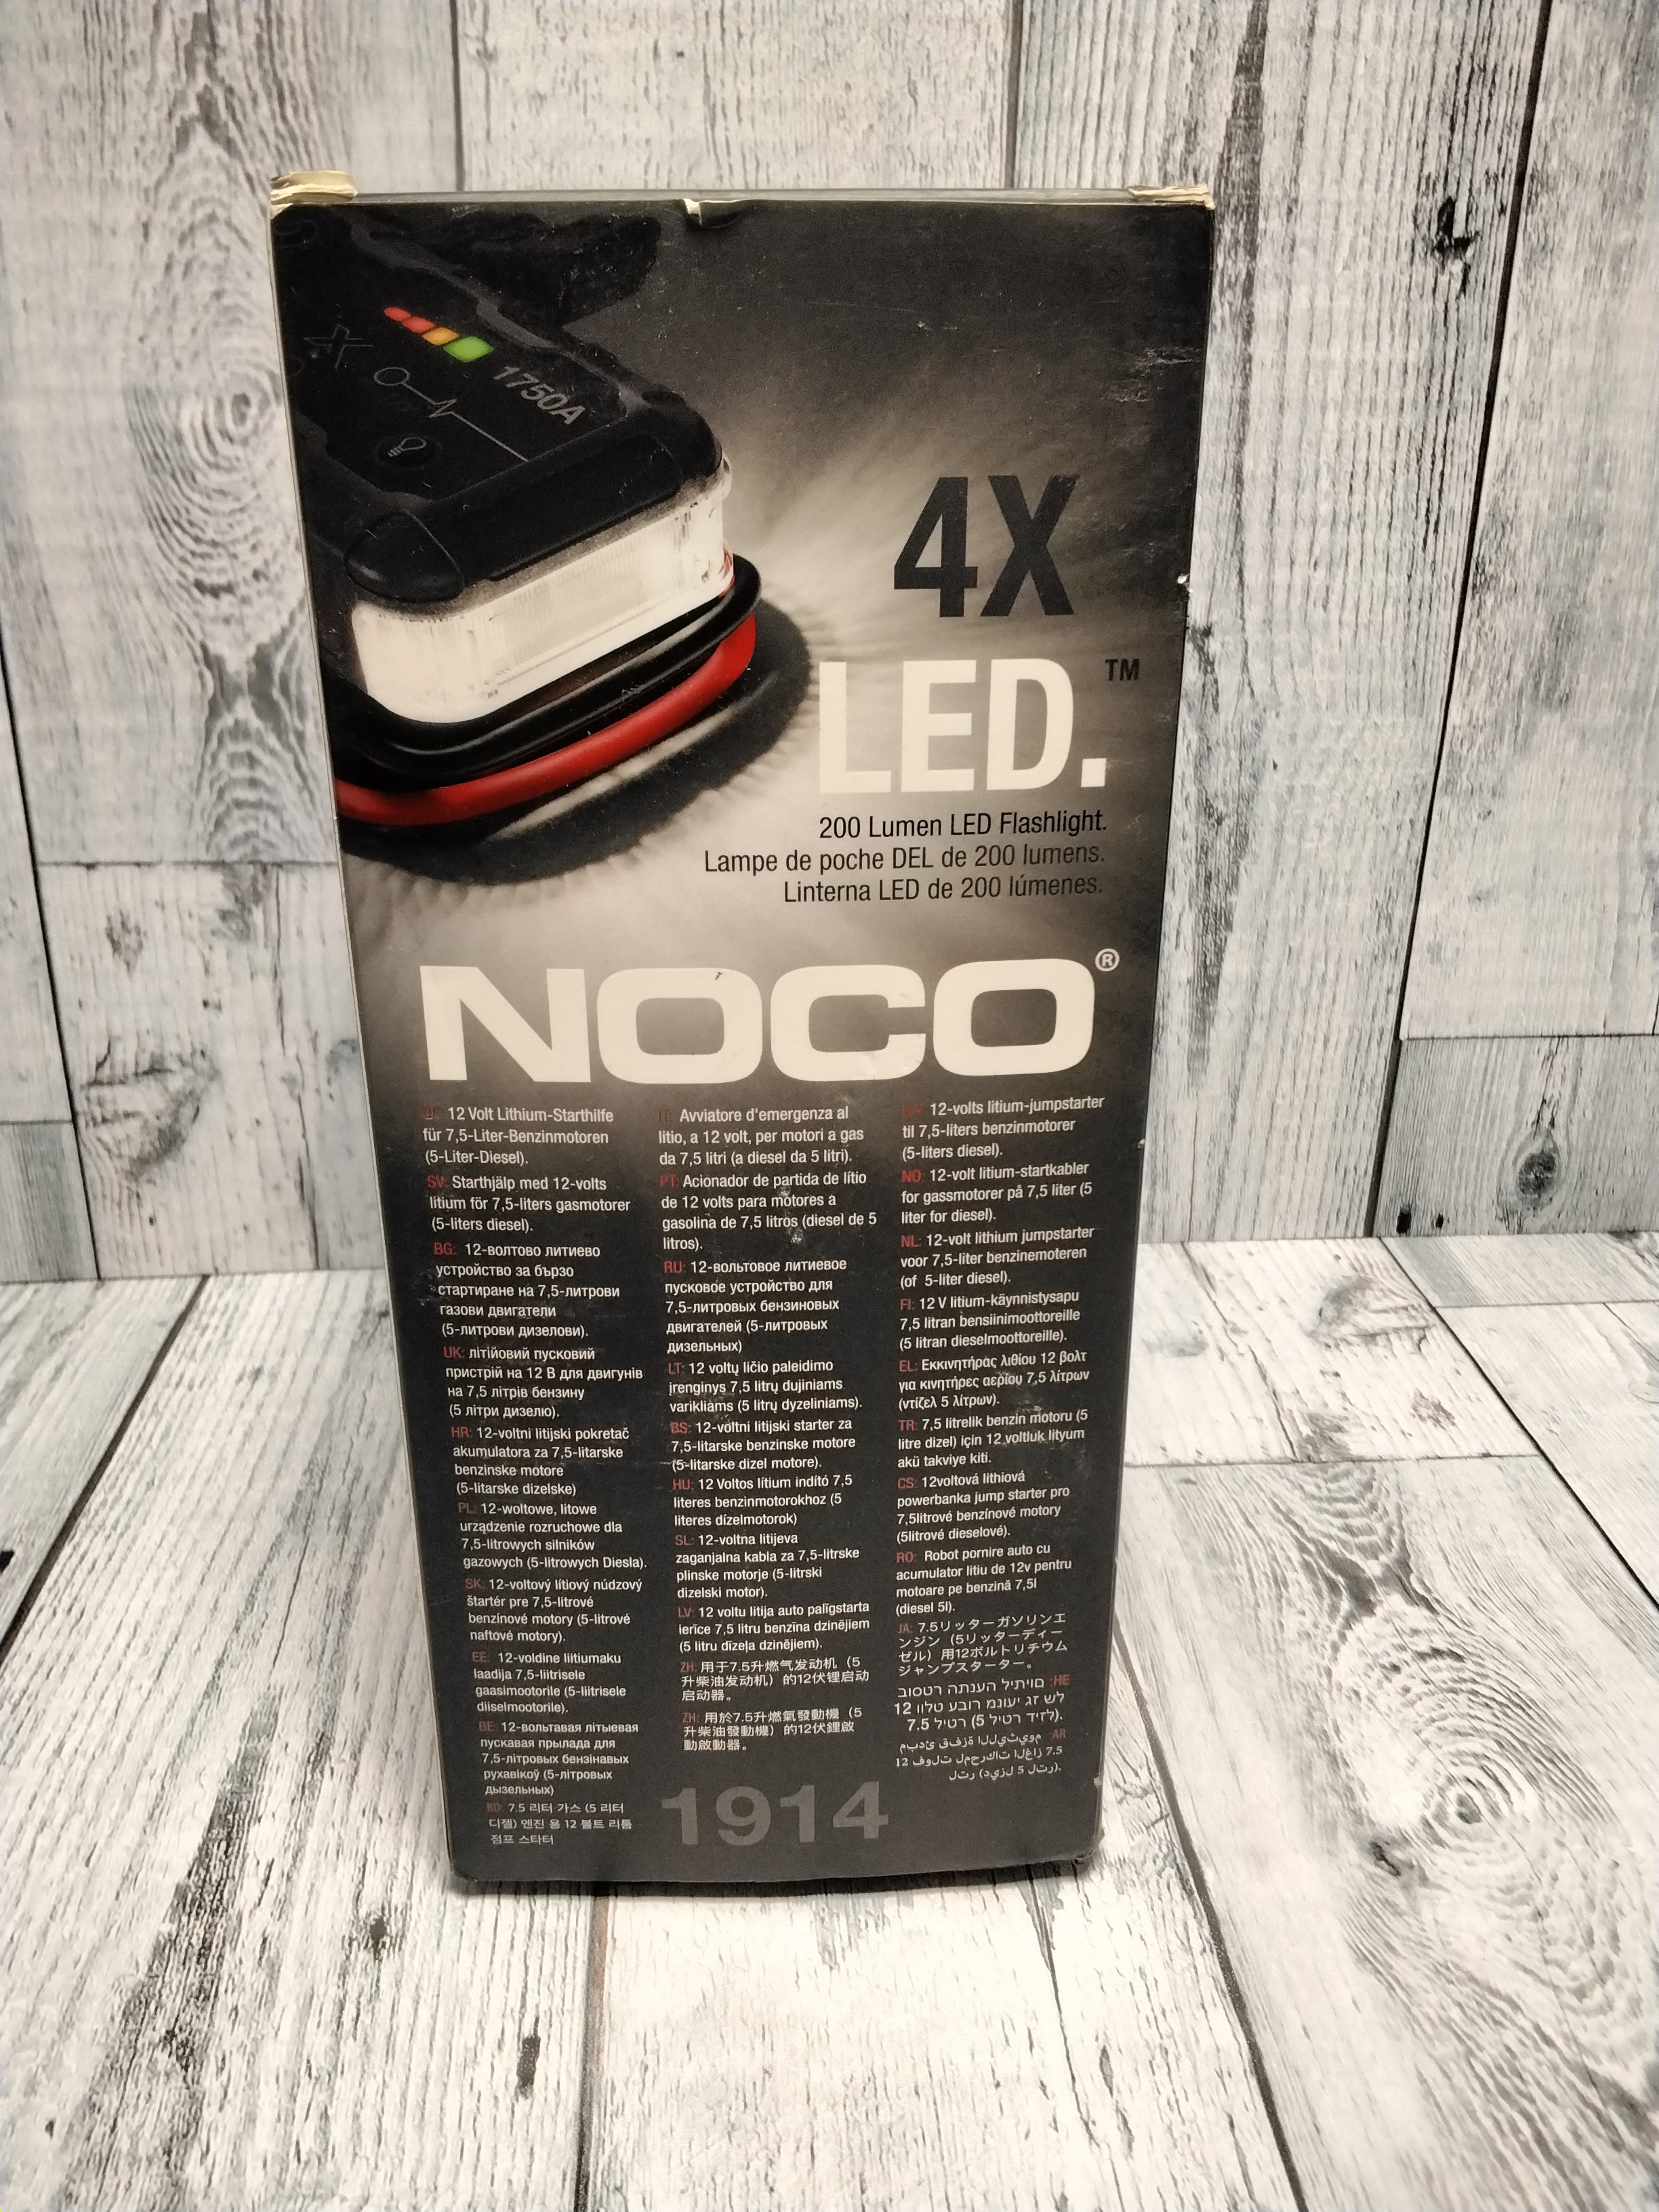 1750A
4X
LED.™
200 Lumen LED Flashlight.
Lampe de poche DEL de 200 lumens.
Linterna LED de 200 lúmenes.
NOCO®
DE: 12 Volt Lithium-Starthilfe
für 7,5-Liter-Benzinmotoren
(5-Liter-Diesel).
SV: Starthjälp med 12-volts
litium för 7,5-liters gasmotorer
(5-liters diesel).
BG: 12-волтово литиево
устройство за бързо
стартиране на 7,5-литрови
газови двигатели
(5-литрови дизелови).
UK: літійовий пусковий
пристрій на 12 В для двигунів
на 7,5 літрів бензину
(5 літри дизелю).
HR: 12-voltni litijski pokretač
akumulatora za 7,5-litarske
benzinske motore
(5-litarske dizelske)
PL: 12-woltowe, litowe
urządzenie rozruchowe dla
7,5-litrowych silników
gazowych (5-litrowych Diesla).
SK: 12-voltový lítiový núdzový
štartér pre 7,5-litrové
benzínové motory (5-litrové
naftové motory).
EE: 12-voldine liitiumaku
laadija 7,5-liitrisele
gaasimootorile (5-liitrisele
diiselmootorile).
BE: 12-вольтавая літыевая
пускавая прылада для
7,5-літровых бензінавых
рухавікоў (5-літровых
дызельных)
KO: 7.5 리터 가스 (5 리터
디젤) 엔진 용 12 볼트 리튬
점프 스타터
IT: Avviatore d'emergenza al
litio, a 12 volt, per motori a gas
da 7,5 litri (a diesel da 5 litri).
PT: Acionador de partida de lítio
de 12 volts para motores a
gasolina de 7,5 litros (diesel de 5
litros).
RU: 12-вольтовое литиевое
пусковое устройство для
7,5-литровых бензиновых
двигателей (5-литровых
дизельных)
LT: 12 voltų ličio paleidimo
įrenginys 7,5 litrų dujiniams
varikliams (5 litrų dyzeliniams).
BS: 12-voltni litijski starter za
7,5-litarske benzinske motore
(5-litarske dizel motore).
HU: 12 Voltos lítium indító 7,5
literes benzinmotorokhoz (5
literes dízelmotorok)
SL: 12-voltna litijeva
zaganjalna kabla za 7,5-litrske
plinske motorje (5-litrski
dizelski motor).
LV: 12 voltu litija auto palīgstarta
ierīce 7,5 litru benzīna dzinējiem
(5 litru dīzeļa dzinējiem).
ZH: 用于7.5升燃气发动机（5
升柴油发动机）的12伏锂启动
启动器。
ZH: 用於7.5升燃氣發動機（5
升柴油發動機）的12伏鋰啟
動啟動器。
DA: 12-volts litium-jumpstarter
til 7,5-liters benzinmotorer
(5-liters diesel).
NO: 12-volt litium-startkabler
for gassmotorer på 7,5 liter (5
liter for diesel).
NL: 12-volt lithium jumpstarter
voor 7,5-liter benzinemoteren
(of 5-liter diesel).
FI: 12 V litium-käynnistysapu
7,5 litran bensiinimoottoreille
(5 litran dieselmoottoreille).
EL: Εκκινητήρας λιθίου 12 βολτ
για κινητήρες αερίου 7,5 λίτρων
(ντίζελ 5 λίτρων).
TR: 7,5 litrelik benzin motoru (5
litre dizel) için 12 voltluk lityum
akü takviye kiti.
CS: 12voltová lithiová
powerbanka jump starter pro
7,5litrové benzínové motory
(5litrové dieselové).
RO: Robot pornire auto cu
acumulator litiu de 12v pentru
motoare pe benzină 7,5l
(diesel 5l).
JA: 7.5リッターガソリンエ
ンジン（5リッターディー
ゼル）用12ボルトリチウム
ジャンプスターター。
םויתיל הענתה רטסוב :HE
לש זג יעונמ רובע טלוו 12
.(לזיד רטיל 5) רטיל 7.5
AR:
12
7.5
5
1914